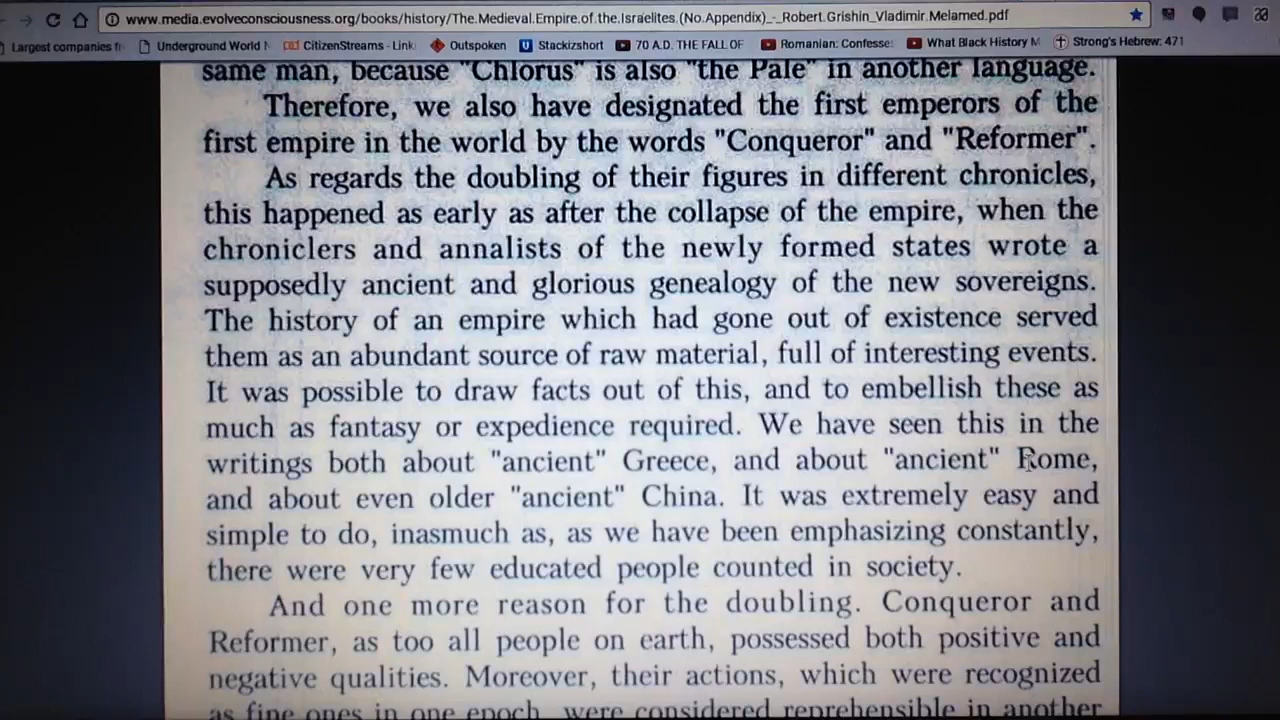 www.media.evolveconsciousness.org/books/history/The.Medieval.Empire.of.the.Israelites.(No.Appendix)_-_Robert.Grishin_Vladimir.Melamed.pdf
Largest companies fr Underground World N CitizenStreams - Link: Outspoken Stackizshort 70 A.D. THE FALL OF Romanian: Confesse: What Black History M Strong's Hebrew: 471
same man, because "Chlorus" is also "the Pale" in another language.
Therefore, we also have designated the first emperors of the
first empire in the world by the words "Conqueror" and "Reformer".
As regards the doubling of their figures in different chronicles,
this happened as early as after the collapse of the empire, when the
chroniclers and annalists of the newly formed states wrote a
supposedly ancient and glorious genealogy of the new sovereigns.
The history of an empire which had gone out of existence served
them as an abundant source of raw material, full of interesting events.
It was possible to draw facts out of this, and to embellish these as
much as fantasy or expedience required. We have seen this in the
writings both about "ancient" Greece, and about "ancient" Rome,
and about even older "ancient" China. It was extremely easy and
simple to do, inasmuch as, as we have been emphasizing constantly,
there were very few educated people counted in society.
And one more reason for the doubling. Conqueror and
Reformer, as too all people on earth, possessed both positive and
negative qualities. Moreover, their actions, which were recognized
as fine ones in one epoch, were considered reprehensible in another